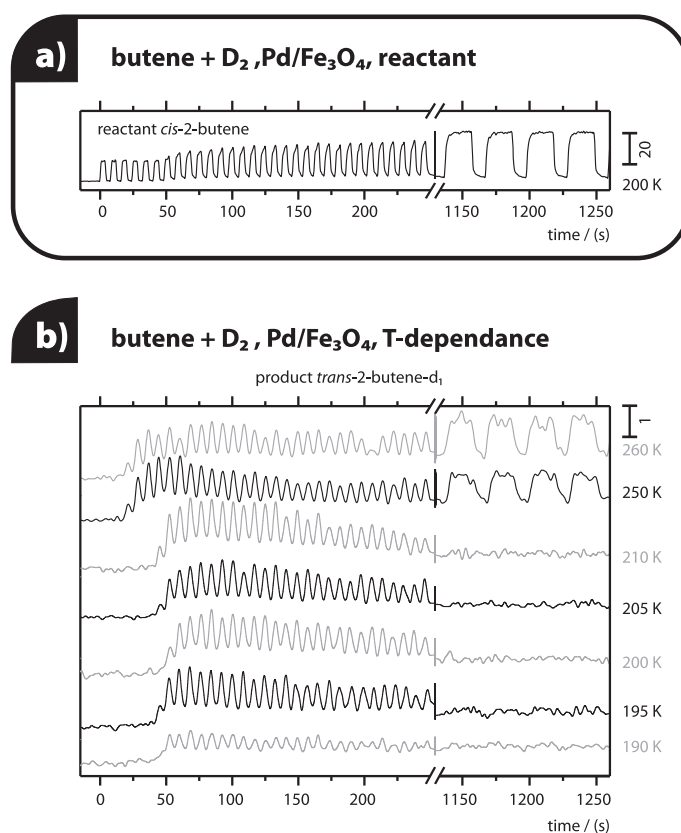 a) butene + D₂ ,Pd/Fe₃O₄, reactant
reactant cis-2-butene
20
200 K
0 50 100 150 200 1150 1200 1250
time / (s)
b) butene + D₂ , Pd/Fe₃O₄, T-dependance
product trans-2-butene-d₁
1
260 K
250 K
210 K
205 K
200 K
195 K
190 K
0 50 100 150 200 1150 1200 1250
time / (s)